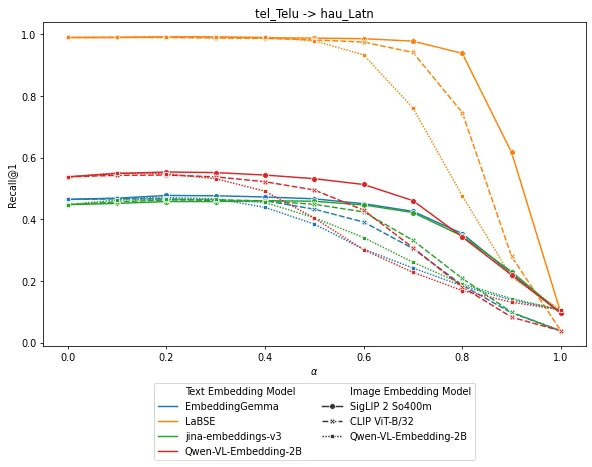 tel_Telu -> hau_Latn
Recall@1
1.0
0.8
0.6
0.4
0.2
0.0
0.0 0.2 0.4 0.6 0.8 1.0
α
Text Embedding Model Image Embedding Model
EmbeddingGemma SigLIP 2 So400m
LaBSE CLIP ViT-B/32
jina-embeddings-v3 Qwen-VL-Embedding-2B
Qwen-VL-Embedding-2B